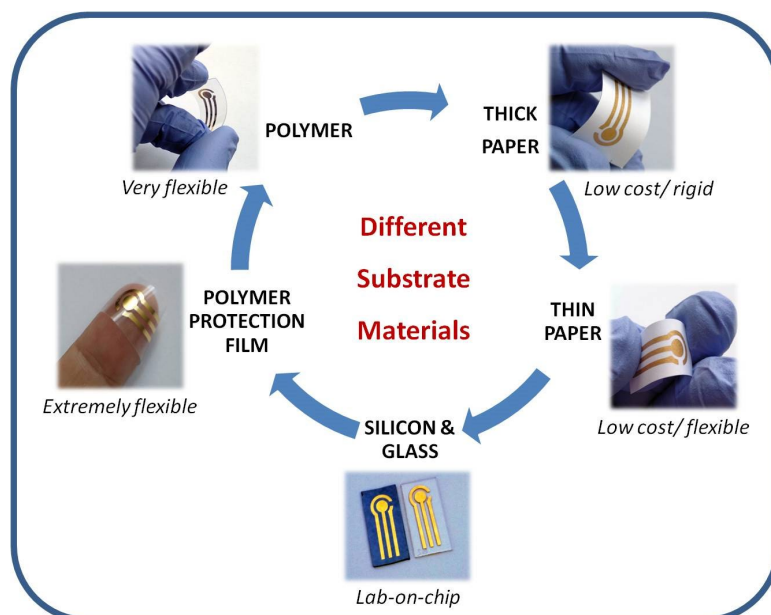 Different
Substrate
Materials
POLYMER
Very flexible
THICK
PAPER
Low cost/ rigid
THIN
PAPER
Low cost/ flexible
SILICON &
GLASS
Lab-on-chip
POLYMER
PROTECTION
FILM
Extremely flexible